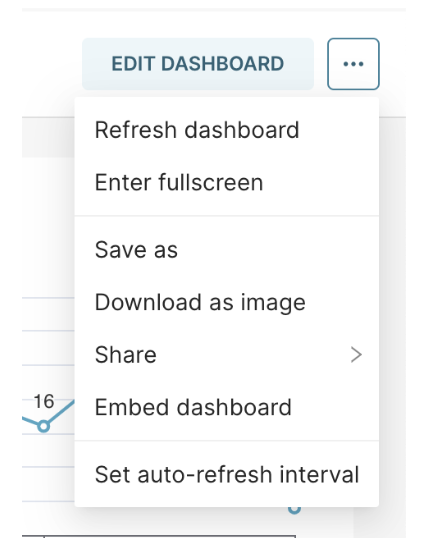 EDIT DASHBOARD
Refresh dashboard
Enter fullscreen
Save as
Download as image
Share
16
Embed dashboard
Set auto-refresh interval